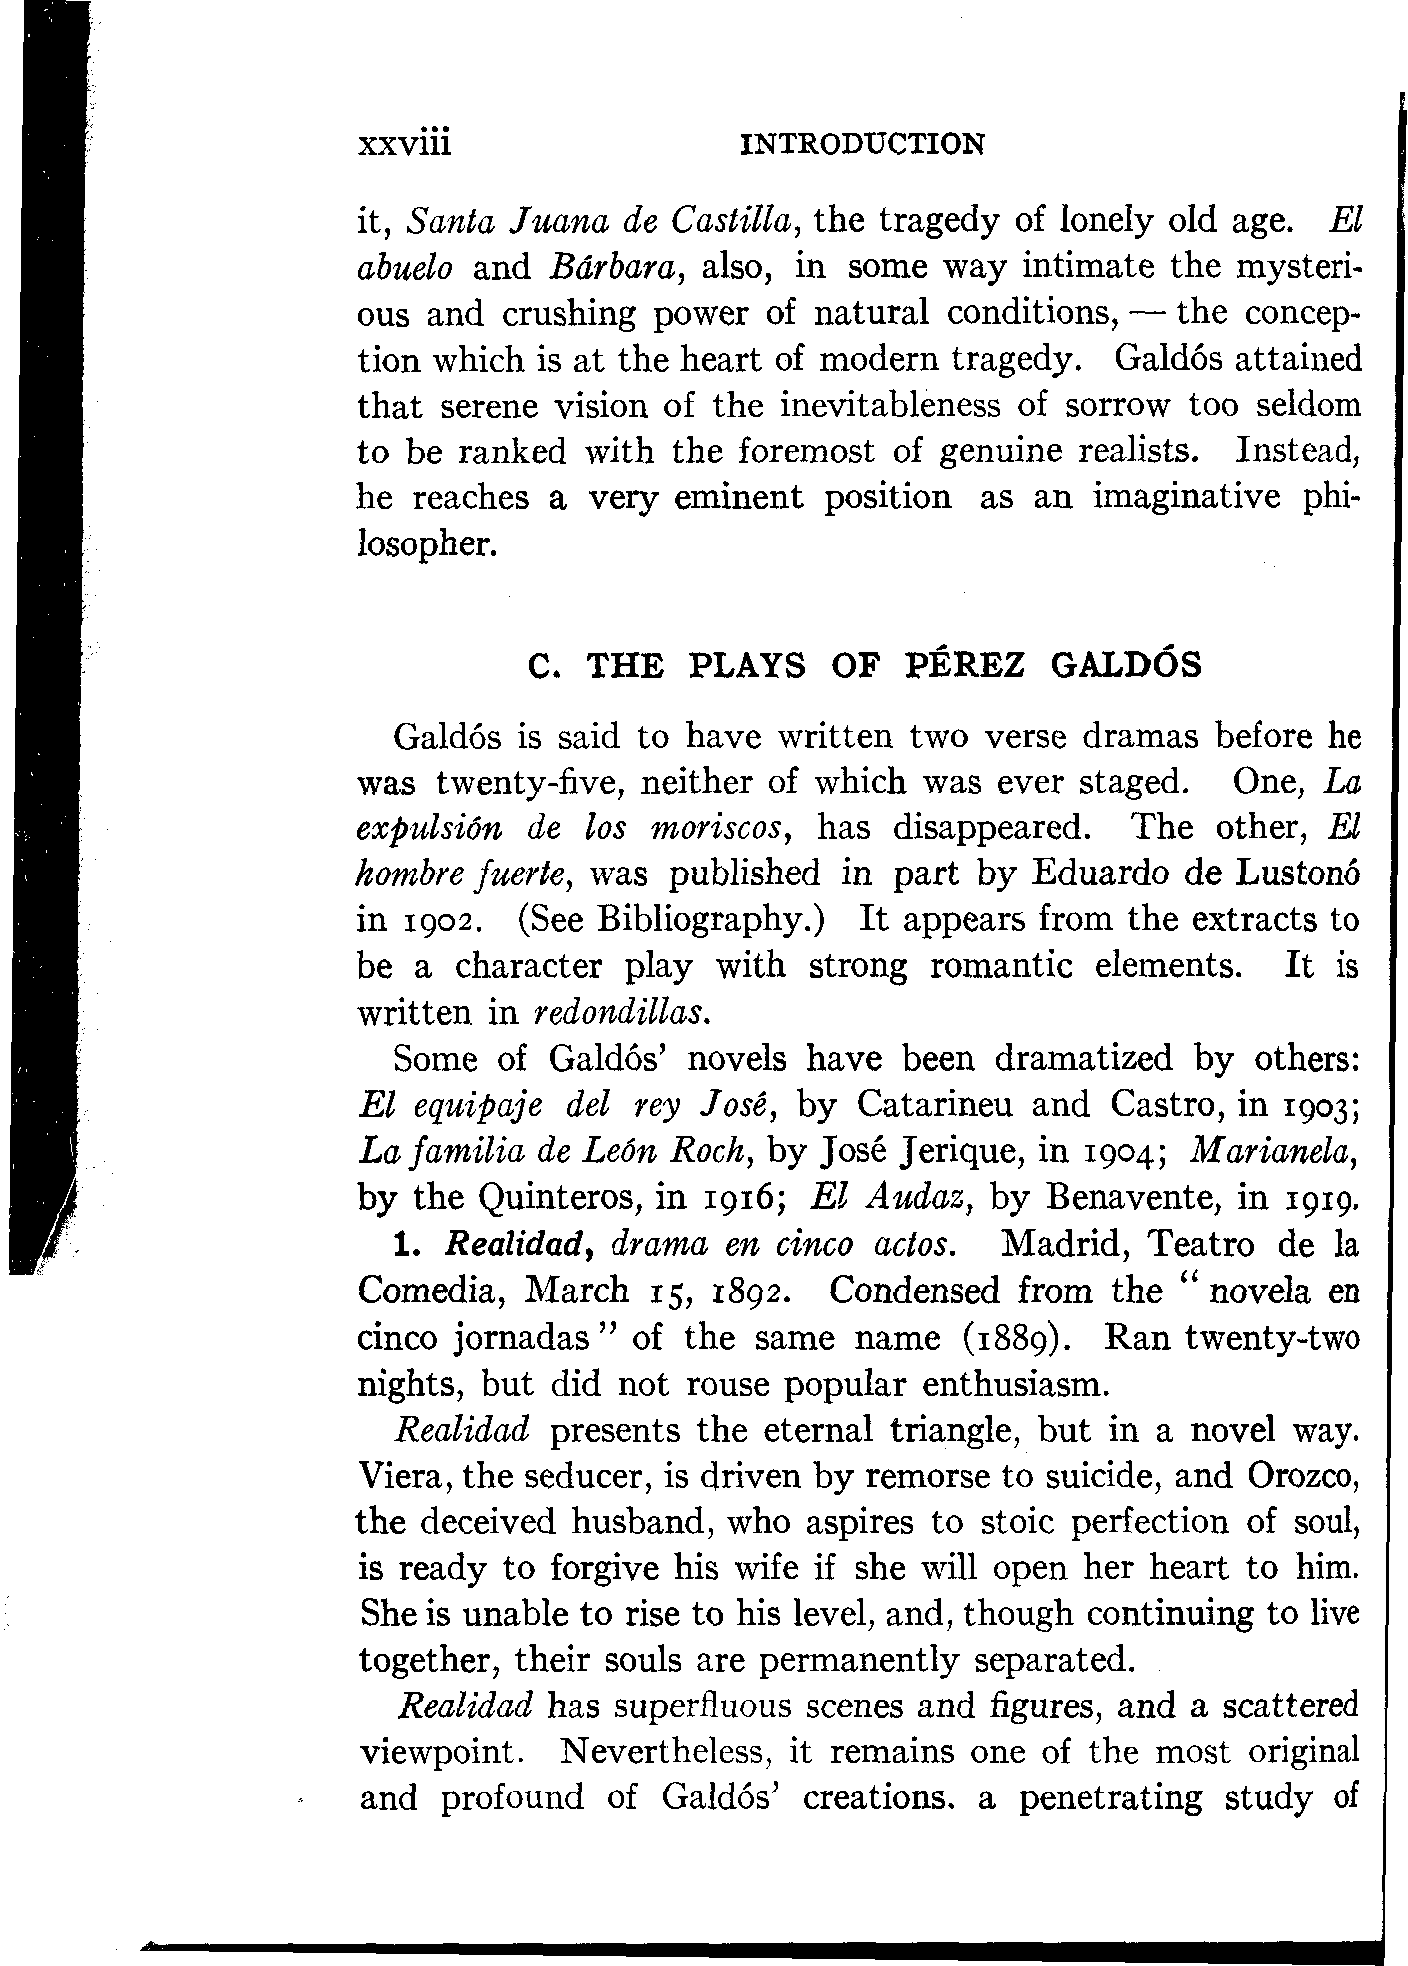 xxviii INTRODUCTION
it, Santa Juana de Castilla, the tragedy of lonely old age. El
abuelo and Bárbara, also, in some way intimate the mysteri-
ous and crushing power of natural conditions, — the concep-
tion which is at the heart of modern tragedy. Galdós attained
that serene vision of the inevitableness of sorrow too seldom
to be ranked with the foremost of genuine realists. Instead,
he reaches a very eminent position as an imaginative phi-
losopher.
C. THE PLAYS OF PÉREZ GALDÓS
Galdós is said to have written two verse dramas before he
was twenty-five, neither of which was ever staged. One, La
expulsión de los moriscos, has disappeared. The other, El
hombre fuerte, was published in part by Eduardo de Lustonó
in 1902. (See Bibliography.) It appears from the extracts to
be a character play with strong romantic elements. It is
written in redondillas.
Some of Galdós' novels have been dramatized by others:
El equipaje del rey José, by Catarineu and Castro, in 1903;
La familia de León Roch, by José Jerique, in 1904; Marianela,
by the Quinteros, in 1916; El Audaz, by Benavente, in 1919.
1. Realidad, drama en cinco actos. Madrid, Teatro de la
Comedia, March 15, 1892. Condensed from the " novela en
cinco jornadas " of the same name (1889). Ran twenty-two
nights, but did not rouse popular enthusiasm.
Realidad presents the eternal triangle, but in a novel way.
Viera, the seducer, is driven by remorse to suicide, and Orozco,
the deceived husband, who aspires to stoic perfection of soul,
is ready to forgive his wife if she will open her heart to him.
She is unable to rise to his level, and, though continuing to live
together, their souls are permanently separated.
Realidad has superfluous scenes and figures, and a scattered
viewpoint. Nevertheless, it remains one of the most original
and profound of Galdós' creations. a penetrating study of